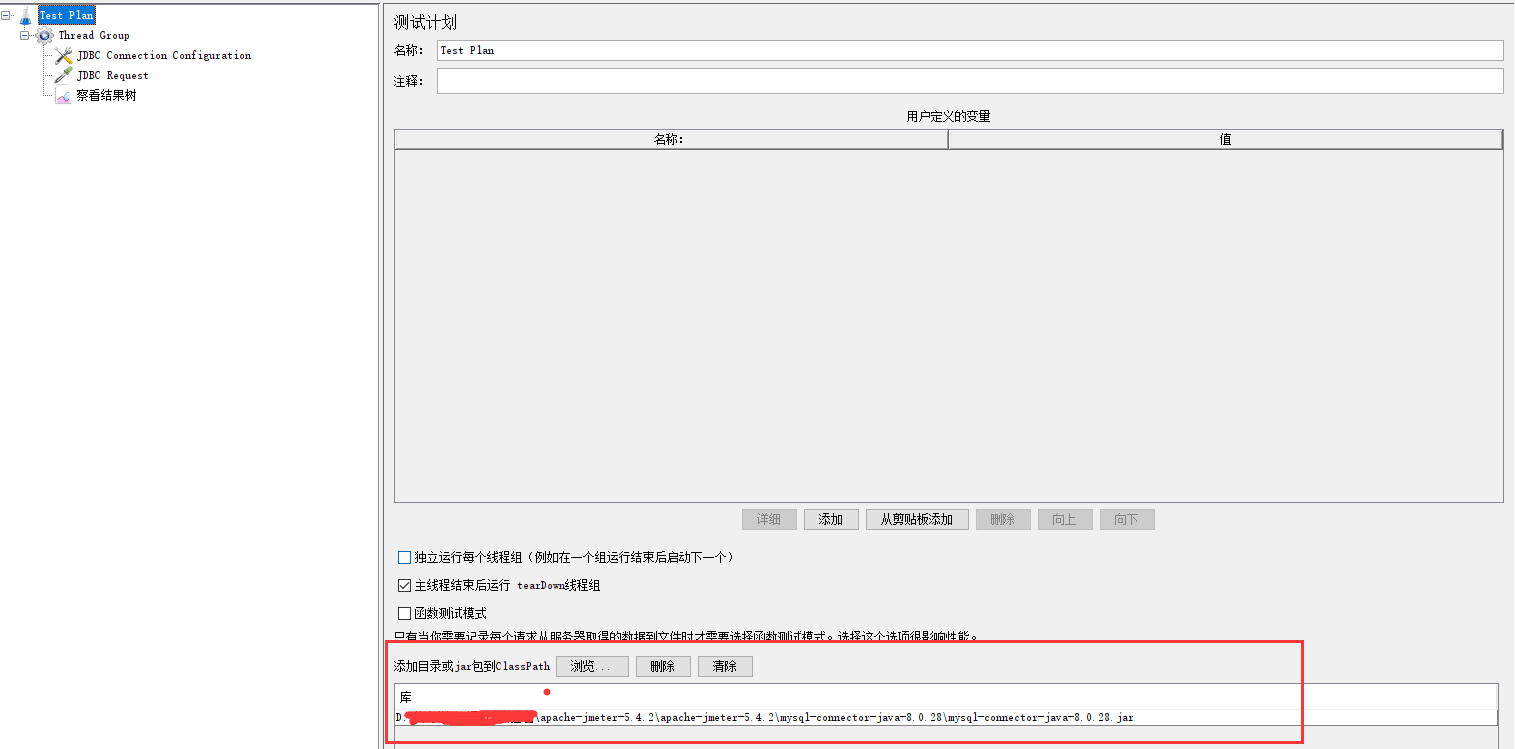 Test Plan
Thread Group
JDBC Connection Configuration
JDBC Request
察看结果树
测试计划
名称： Test Plan
注释：
用户定义的变量
名称： 值
详细 添加 从剪贴板添加 删除 向上 向下
独立运行每个线程组（例如在一个组运行结束后启动下一个）
主线程结束后运行 tearDown线程组
函数测试模式
只有当你需要记录每个请求从服务器取得的数据到文件时才需要选择函数测试模式。选择这个选项很影响性能。
添加目录或jar包到ClassPath 浏览... 删除 清除
库
D: \apache-jmeter-5.4.2\apache-jmeter-5.4.2\mysql-connector-java-8.0.28\mysql-connector-java-8.0.28.jar